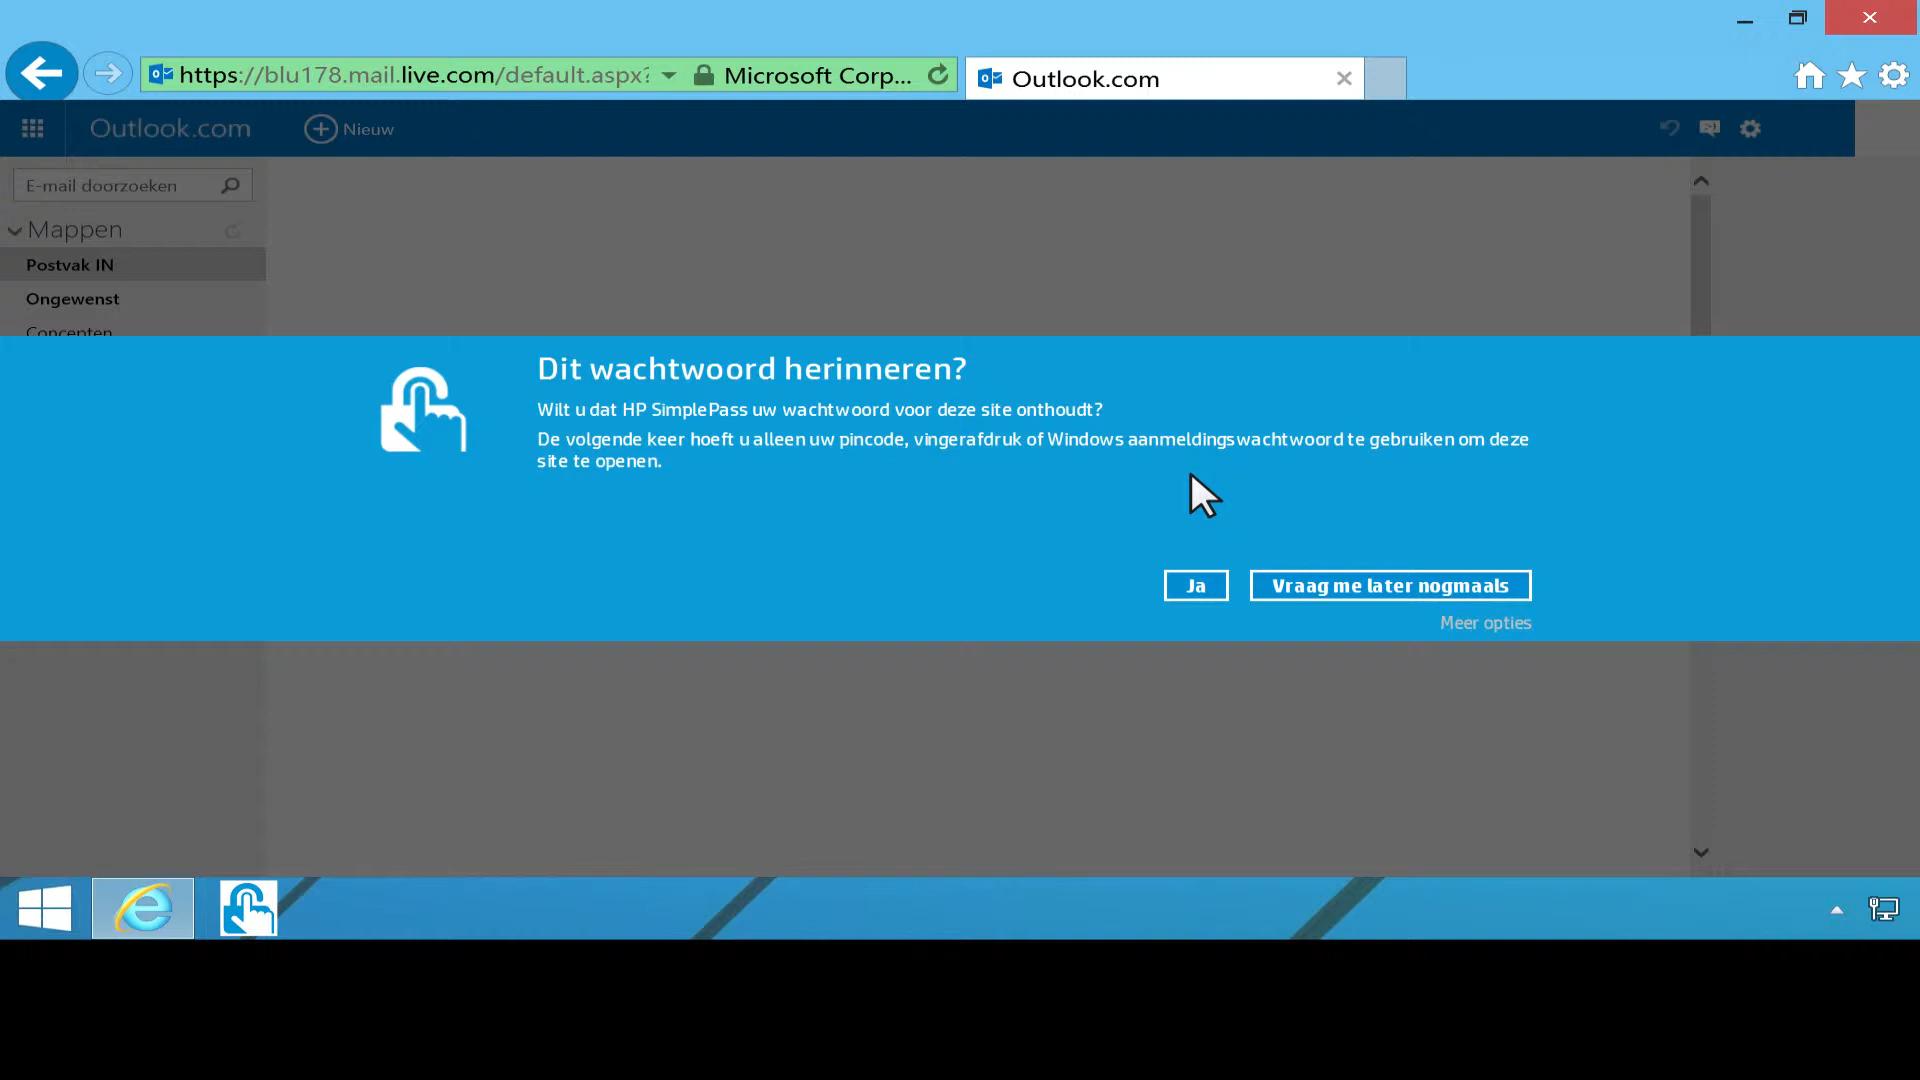 https://blu178.mail.live.com/default.aspx?
Microsoft Corp...
Outlook.com
Outlook.com
Nieuw
E-mail doorzoeken
Mappen
Postvak IN
Ongewenst
Concepten
Dit wachtwoord herinneren?
Wilt u dat HP SimplePass uw wachtwoord voor deze site onthoudt?
De volgende keer hoeft u alleen uw pincode, vingerafdruk of Windows aanmeldingswachtwoord te gebruiken om deze
site te openen.
Ja
Vraag me later nogmaals
Meer opties